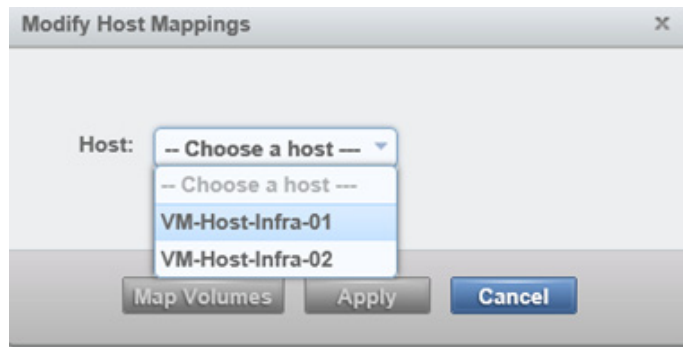 Modify Host Mappings x
Host: -- Choose a host ---
-- Choose a host ---
VM-Host-Infra-01
VM-Host-Infra-02
Map Volumes Apply Cancel